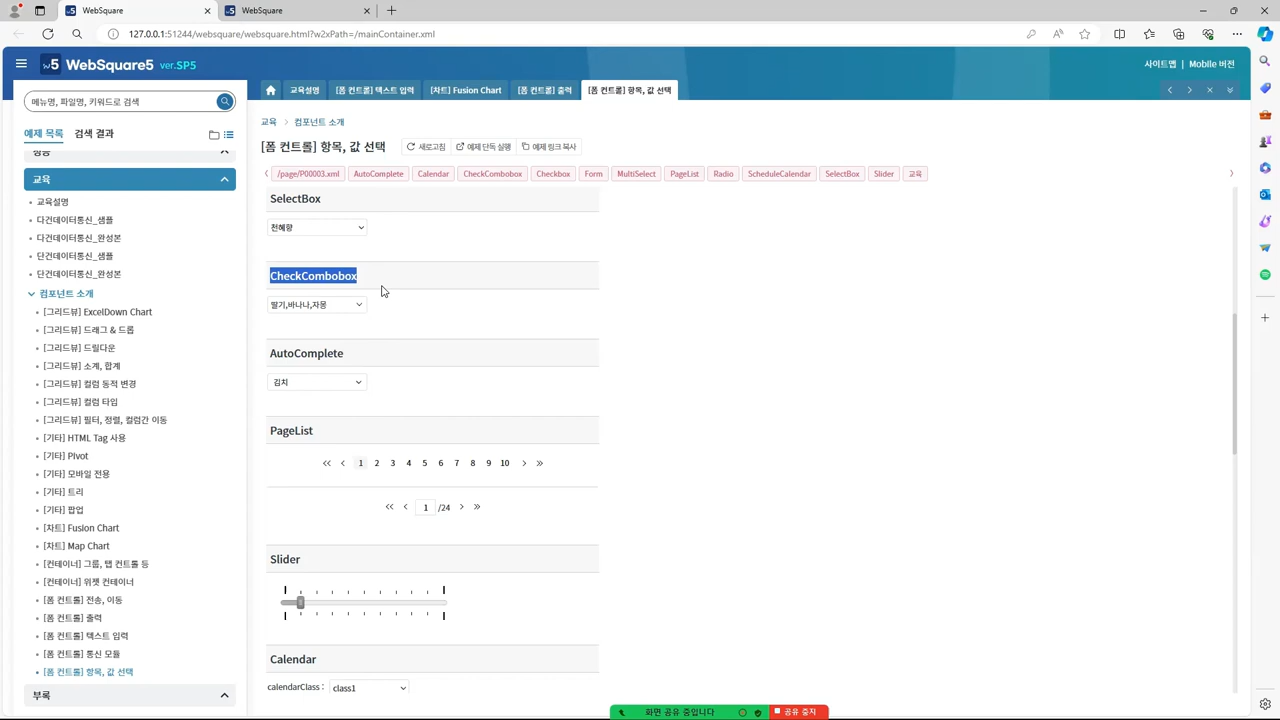 WebSquare
WebSquare
127.0.0.1:51244/websquare/websquare.html?w2xPath=/mainContainer.xml
W5 WebSquare5 ver.SP5
사이트맵 | Mobile 버전
메뉴명, 파일명, 키워드로 검색
교육설명
[폼 컨트롤] 텍스트 입력
[차트] Fusion Chart
[폼 컨트롤] 출력
[폼 컨트롤] 항목, 값 선택
예제 목록
검색 결과
교육
교육설명
다건데이터통신_샘플
다건데이터통신_완성본
단건데이터통신_샘플
단건데이터통신_완성본
컴포넌트 소개
[그리드뷰] ExcelDown Chart
[그리드뷰] 드래그 & 드롭
[그리드뷰] 드릴다운
[그리드뷰] 소계, 합계
[그리드뷰] 컬럼 동적 변경
[그리드뷰] 컬럼 타입
[그리드뷰] 필터, 정렬, 컬럼간 이동
[기타] HTML Tag 사용
[기타] Pivot
[기타] 모바일 전용
[기타] 트리
[기타] 팝업
[차트] Fusion Chart
[차트] Map Chart
[컨테이너] 그룹, 탭 컨트롤 등
[컨테이너] 위젯 컨테이너
[폼 컨트롤] 전송, 이동
[폼 컨트롤] 출력
[폼 컨트롤] 텍스트 입력
[폼 컨트롤] 통신 모듈
[폼 컨트롤] 항목, 값 선택
부록
교육 > 컴포넌트 소개
[폼 컨트롤] 항목, 값 선택
새로고침
예제 단독 실행
예제 링크 복사
/page/P00003.xml
AutoComplete
Calendar
CheckCombobox
Checkbox
Form
MultiSelect
PageList
Radio
ScheduleCalendar
SelectBox
Slider
교육
SelectBox
천혜향
CheckCombobox
딸기,바나나,자몽
AutoComplete
김치
PageList
1 2 3 4 5 6 7 8 9 10
1 /24
Slider
Calendar
calendarClass : class1
화면 공유 중입니다
공유 중지